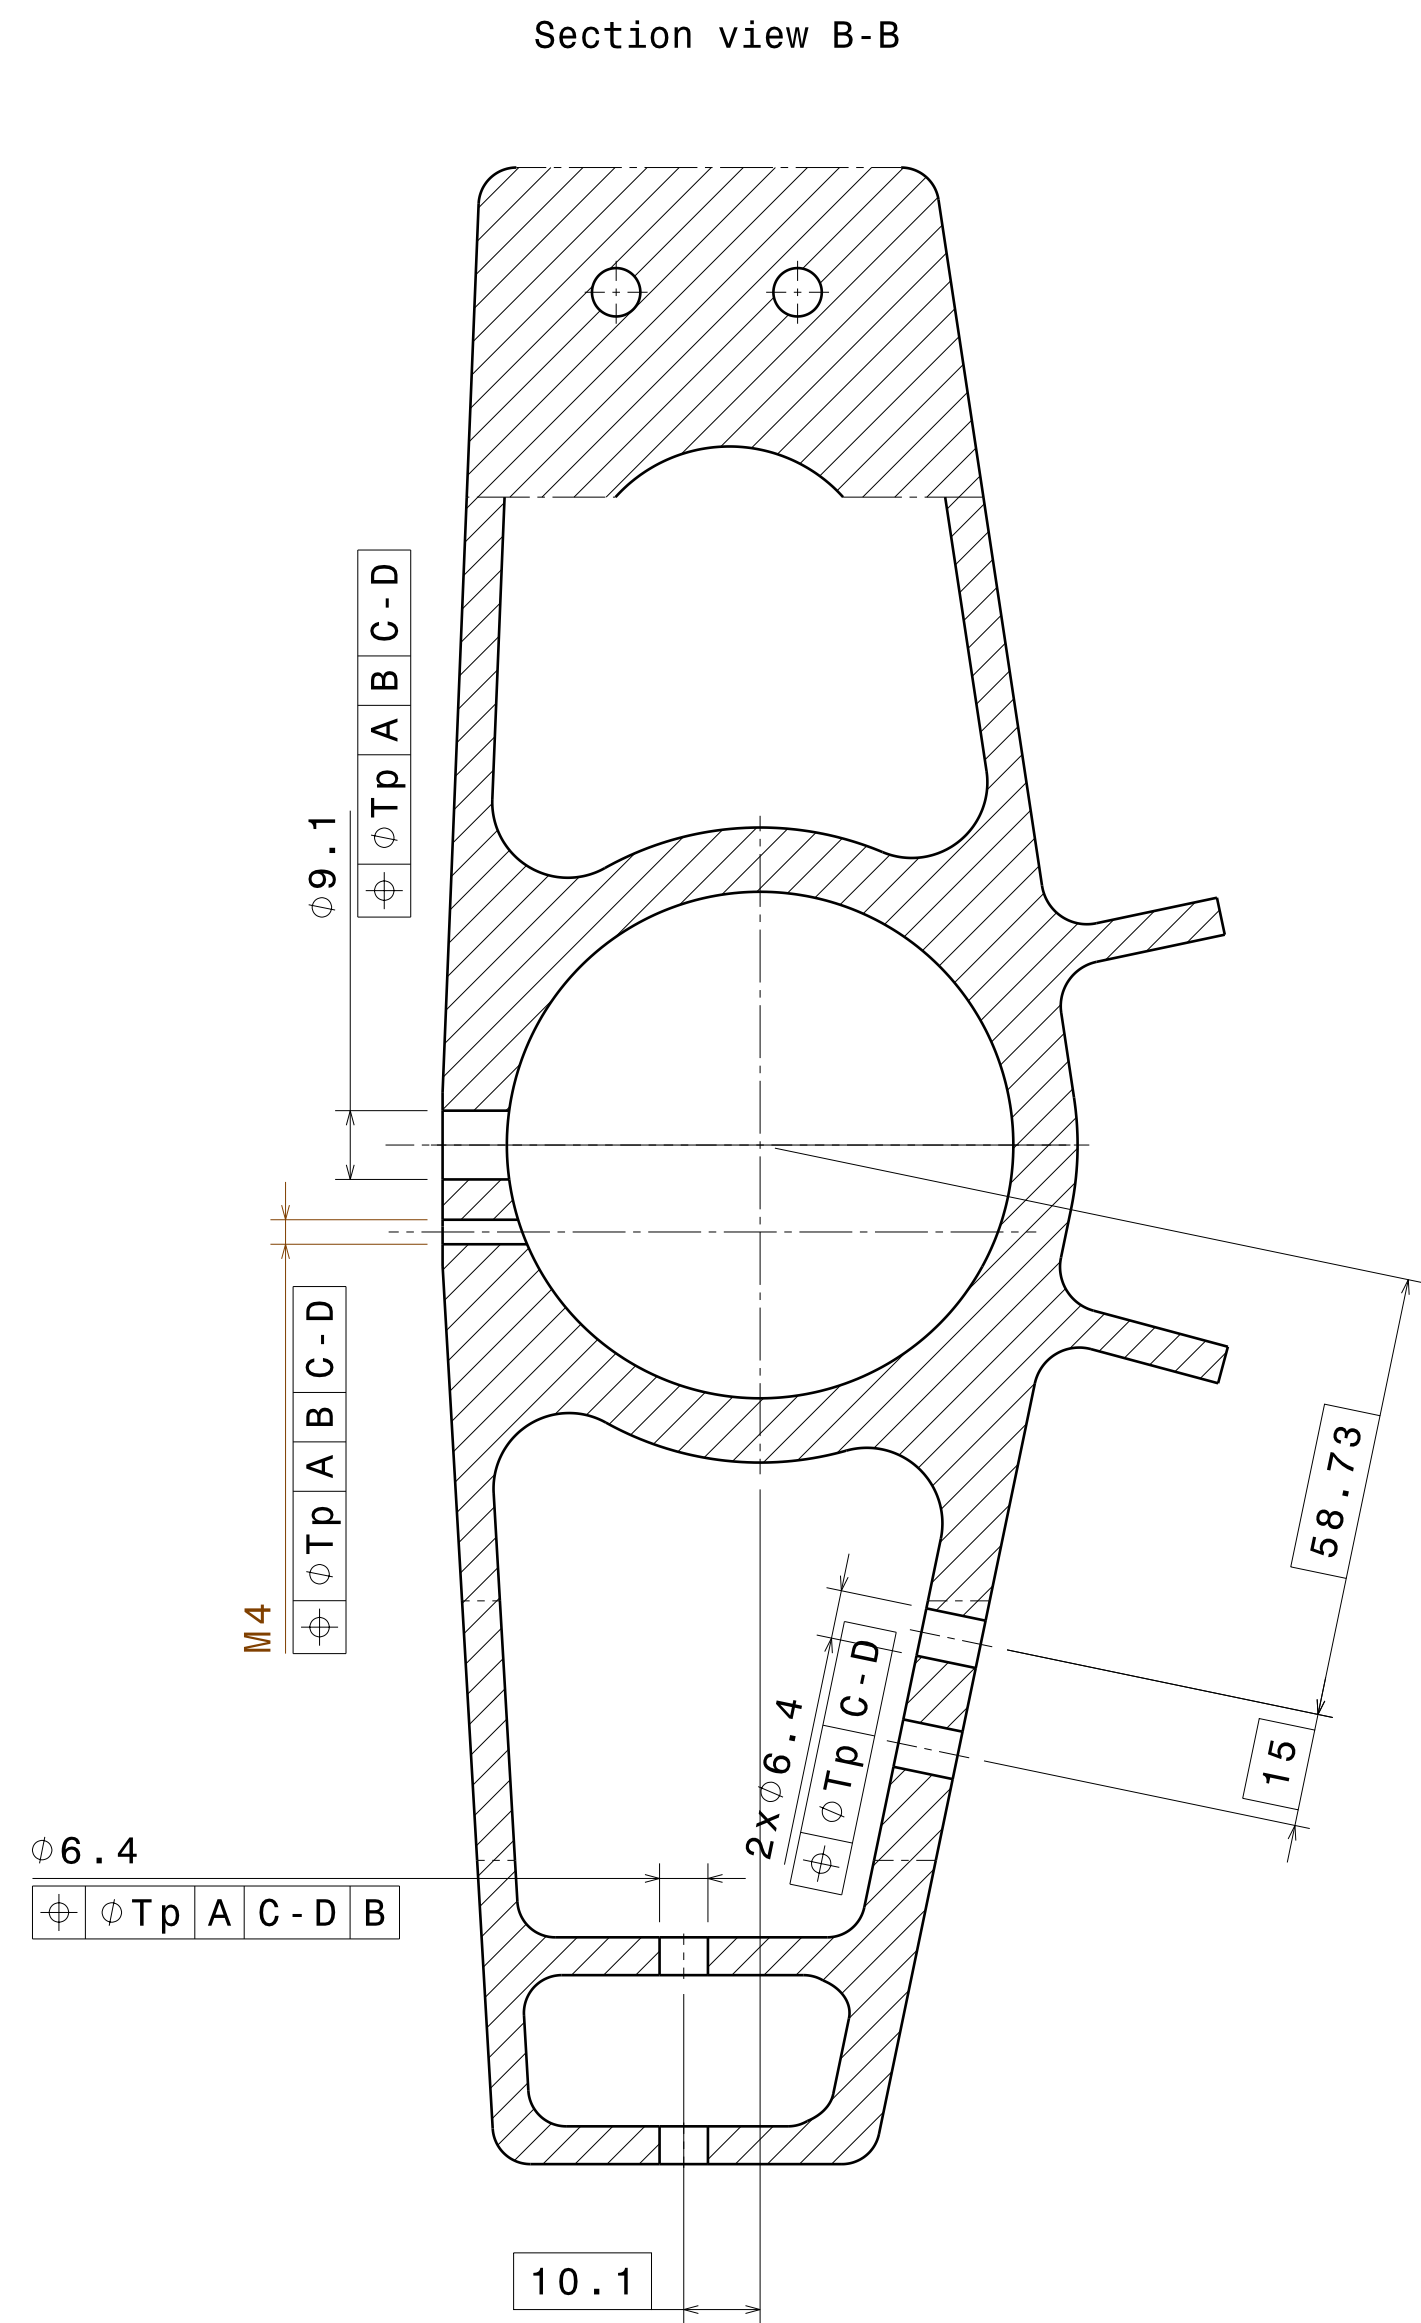 Section view B-B
⌖ ⌀Tp A B C-D
⌀9.1
⌖ ⌀Tp A B C-D
M4
58.73
15
2x⌀6.4
⌖ ⌀Tp C-D
⌀6.4
⌖ ⌀Tp A C-D B
10.1